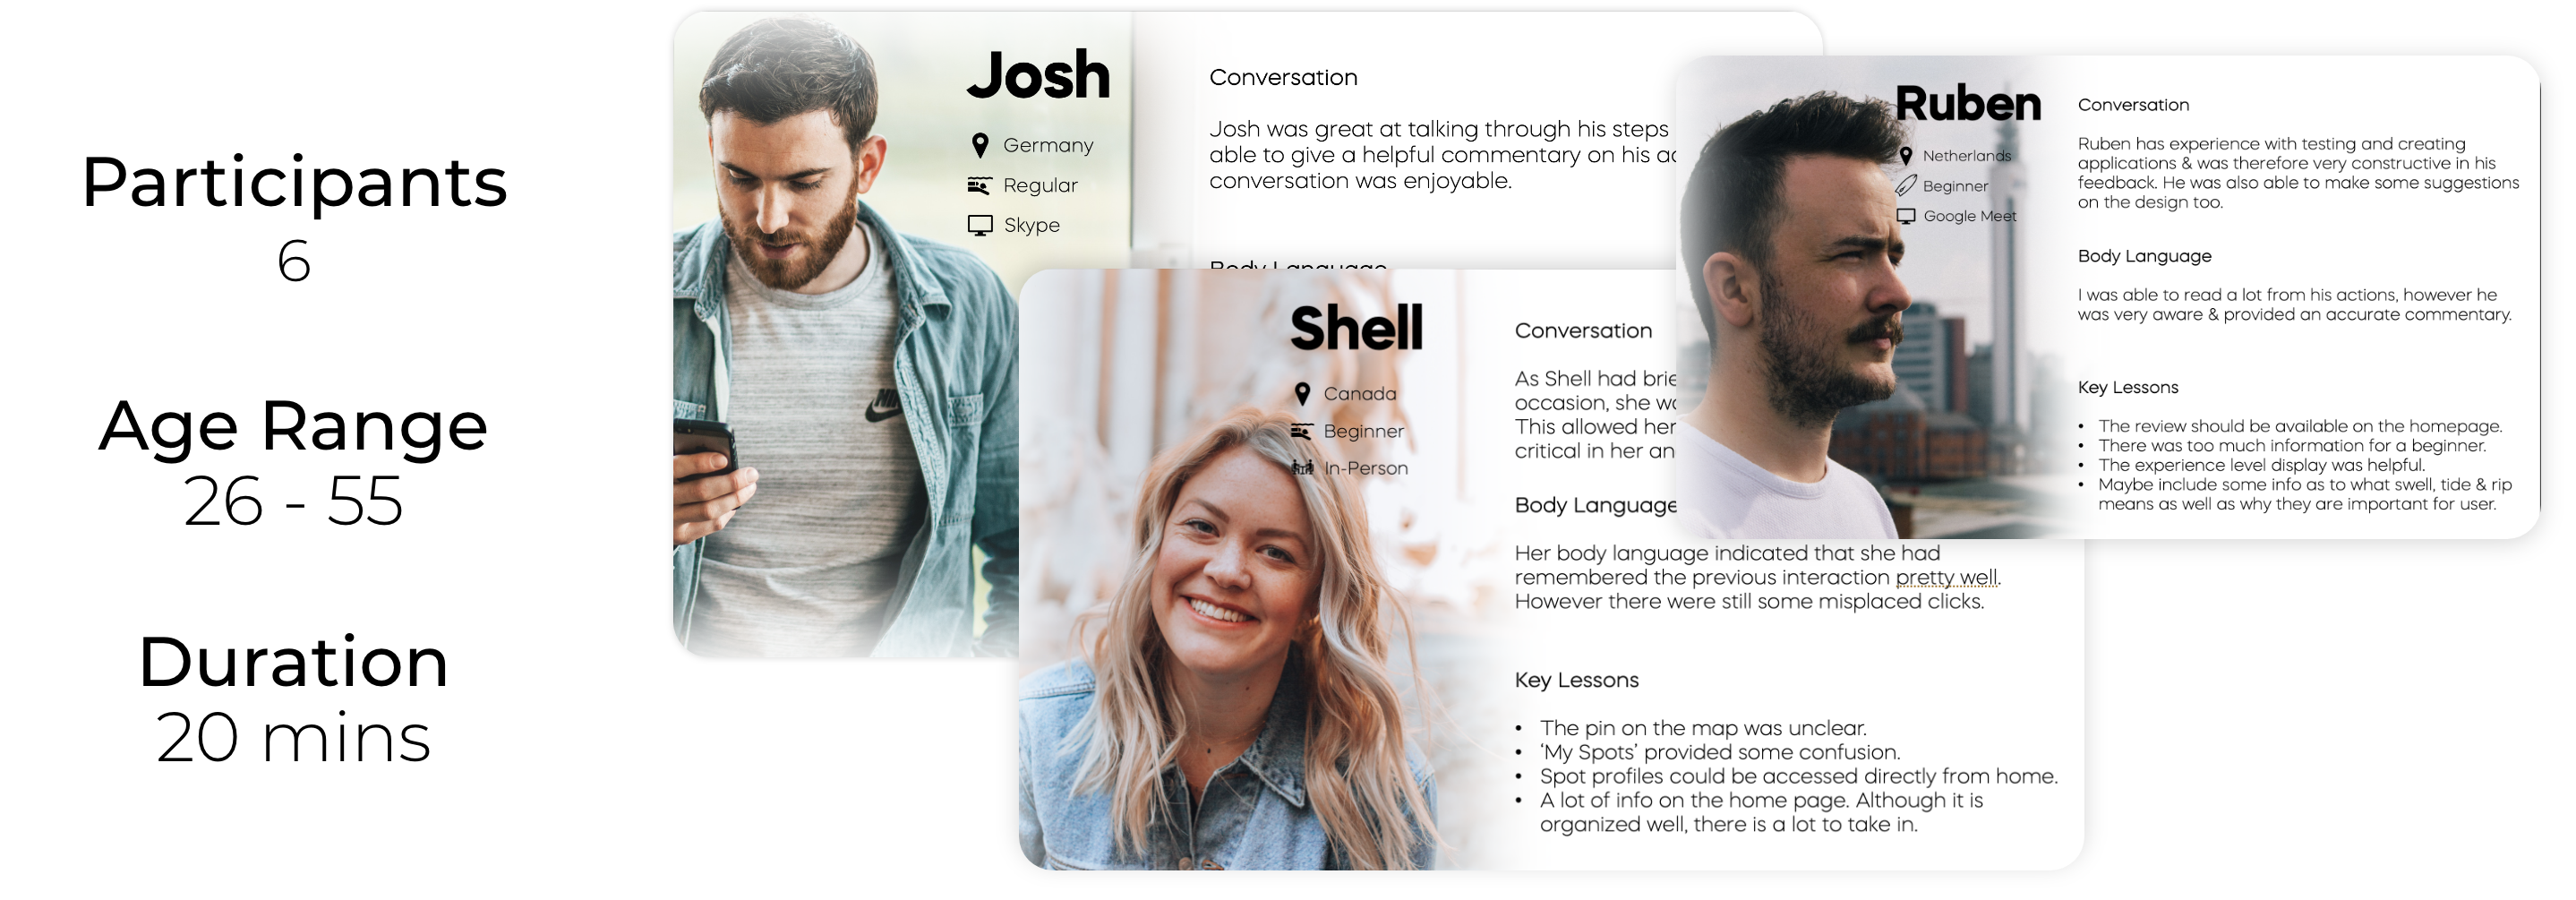 Participants
6
Age Range
26 - 55
Duration
20 mins
Josh
Germany
Regular
Skype
Conversation
Josh was great at talking through his steps
able to give a helpful commentary on his
conversation was enjoyable.
Body Language
Shell
Canada
Beginner
In-Person
Conversation
As Shell had
occasion, she
This allowed her
critical in her
Body Language
Her body language indicated that she had
remembered the previous interaction pretty well.
However there were still some misplaced clicks.
Key Lessons
• The pin on the map was unclear.
• ‘My Spots’ provided some confusion.
• Spot profiles could be accessed directly from home.
• A lot of info on the home page. Although it is
organized well, there is a lot to take in.
Ruben
Netherlands
Beginner
Google Meet
Conversation
Ruben has experience with testing and creating
applications & was therefore very constructive in his
feedback. He was also able to make some suggestions
on the design too.
Body Language
I was able to read a lot from his actions, however he
was very aware & provided an accurate commentary.
Key Lessons
• The review should be available on the homepage.
• There was too much information for a beginner.
• The experience level display was helpful.
• Maybe include some info as to what swell, tide & rip
means as well as why they are important for user.